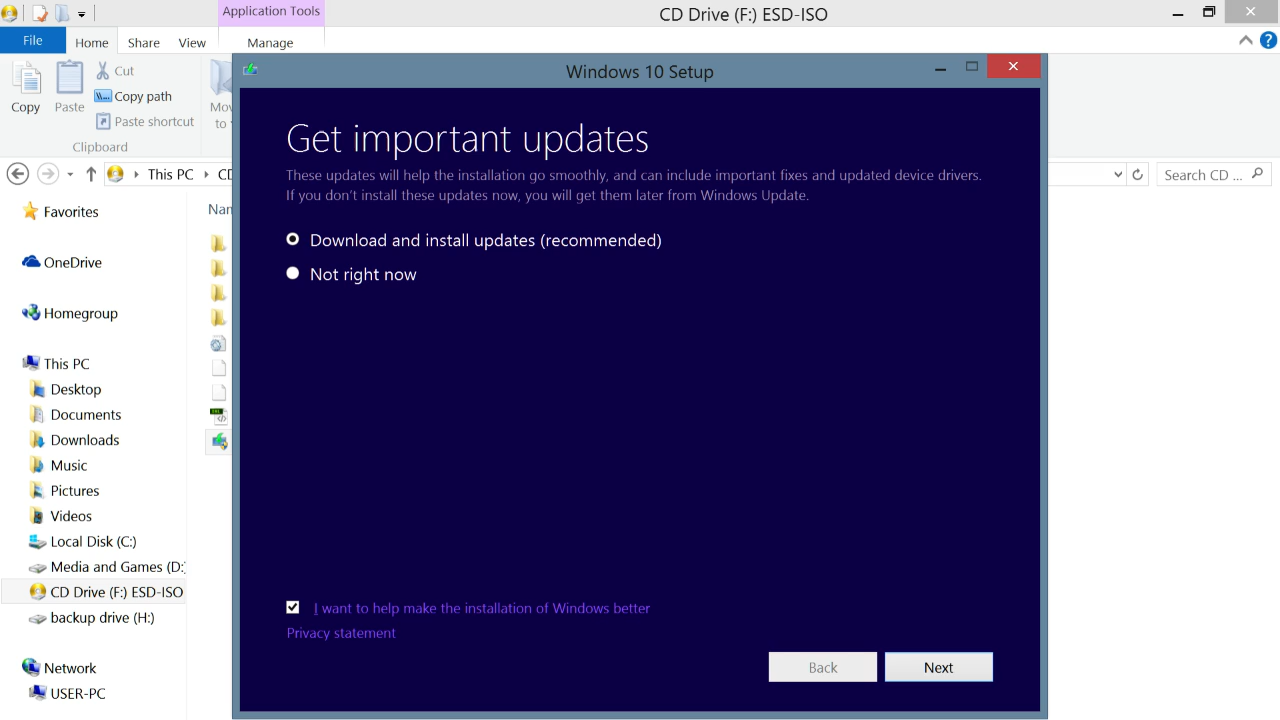 Application Tools
CD Drive (F:) ESD-ISO
File
Home
Share
View
Manage
Copy
Paste
Cut
Copy path
Paste shortcut
Clipboard
to
This PC
Search CD ...
Windows 10 Setup
Get important updates
These updates will help the installation go smoothly, and can include important fixes and updated device drivers.
If you don't install these updates now, you will get them later from Windows Update.
Download and install updates (recommended)
Not right now
I want to help make the installation of Windows better
Privacy statement
Back
Next
Favorites
OneDrive
Homegroup
This PC
Desktop
Documents
Downloads
Music
Pictures
Videos
Local Disk (C:)
Media and Games (D:)
CD Drive (F:) ESD-ISO
backup drive (H:)
Network
USER-PC